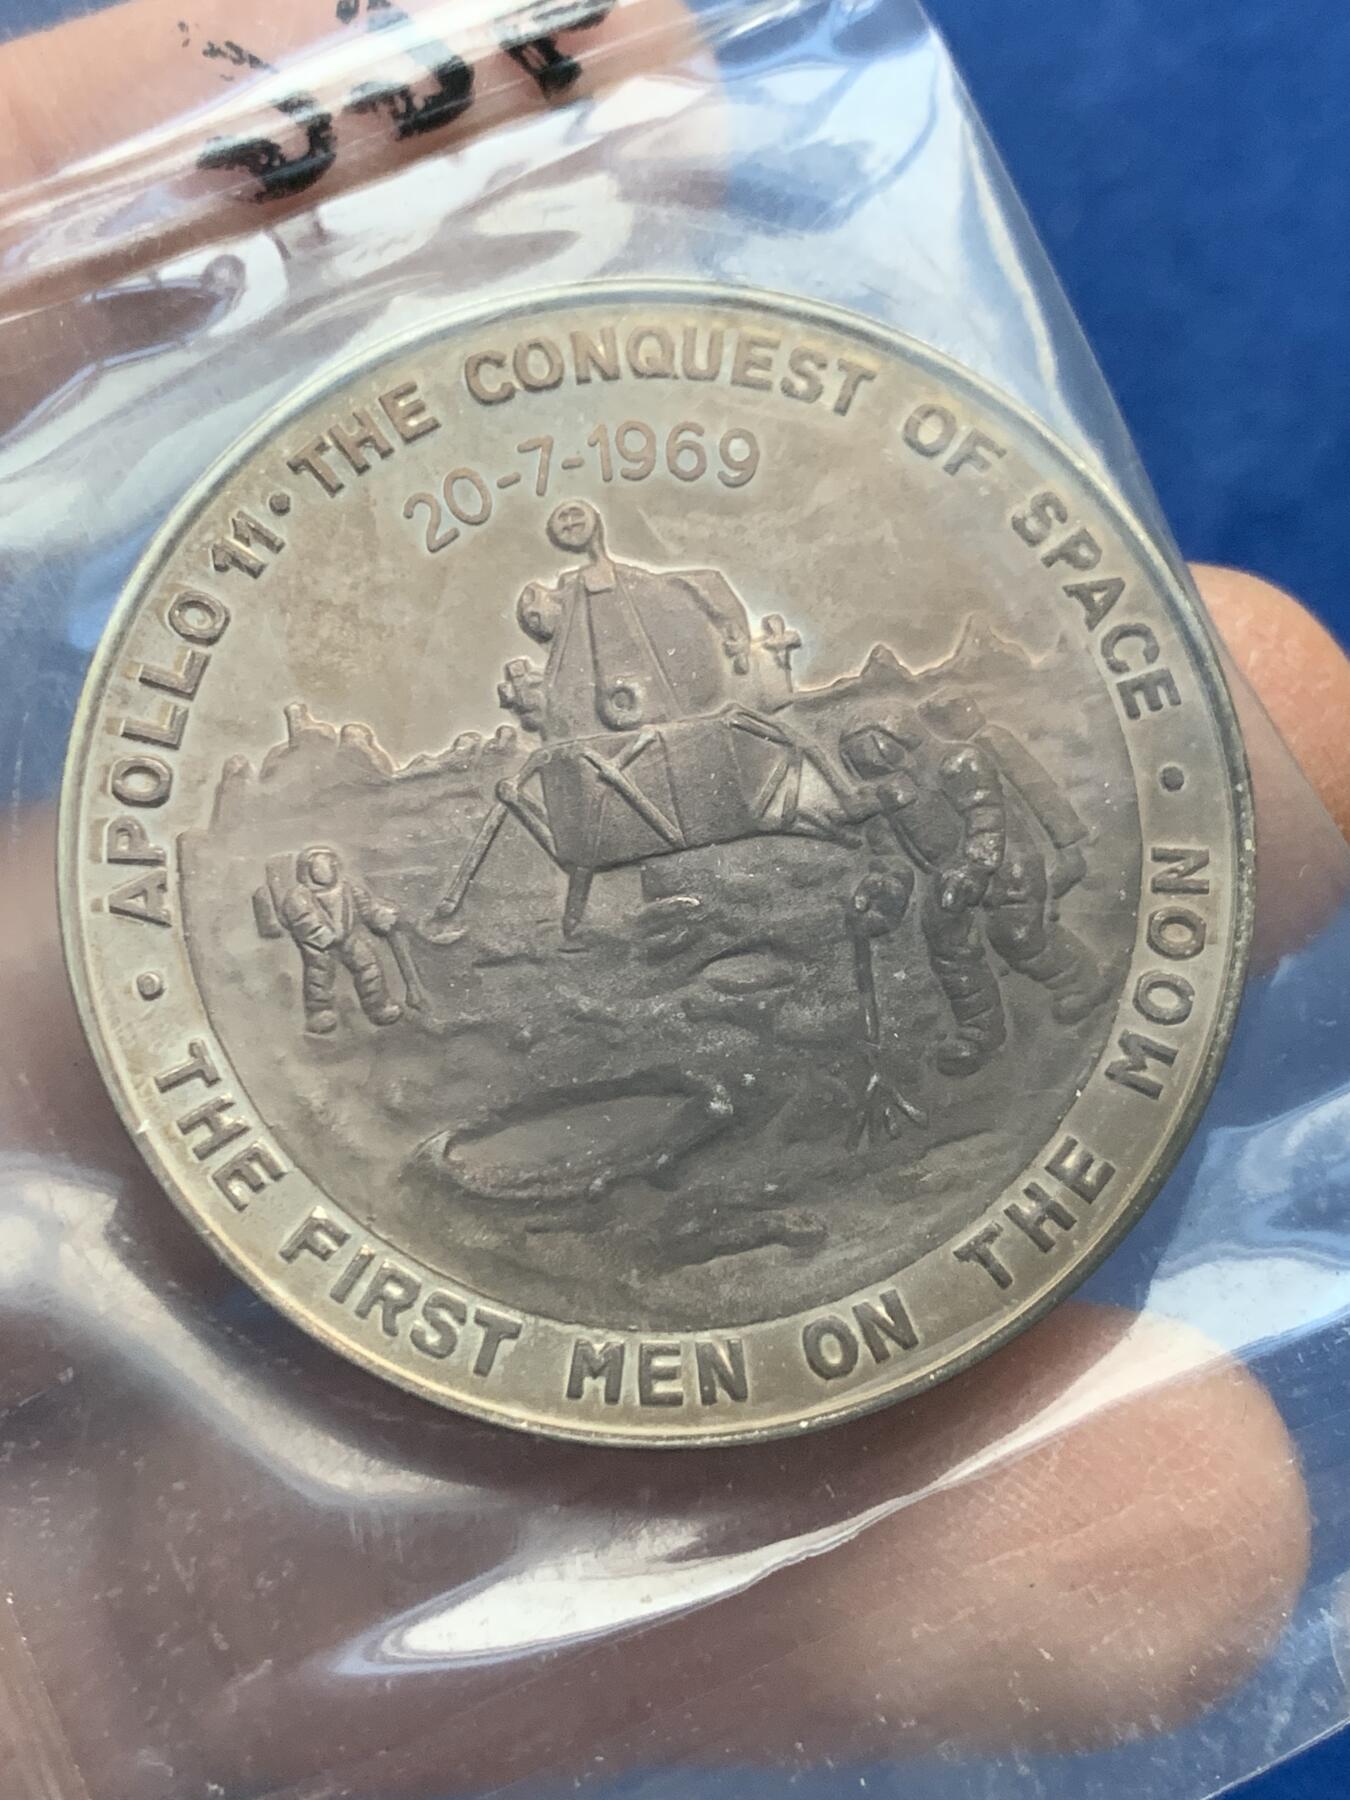 APOLLO 11 • THE CONQUEST OF SPACE •
20-7-1969
• THE FIRST MEN ON THE MOON